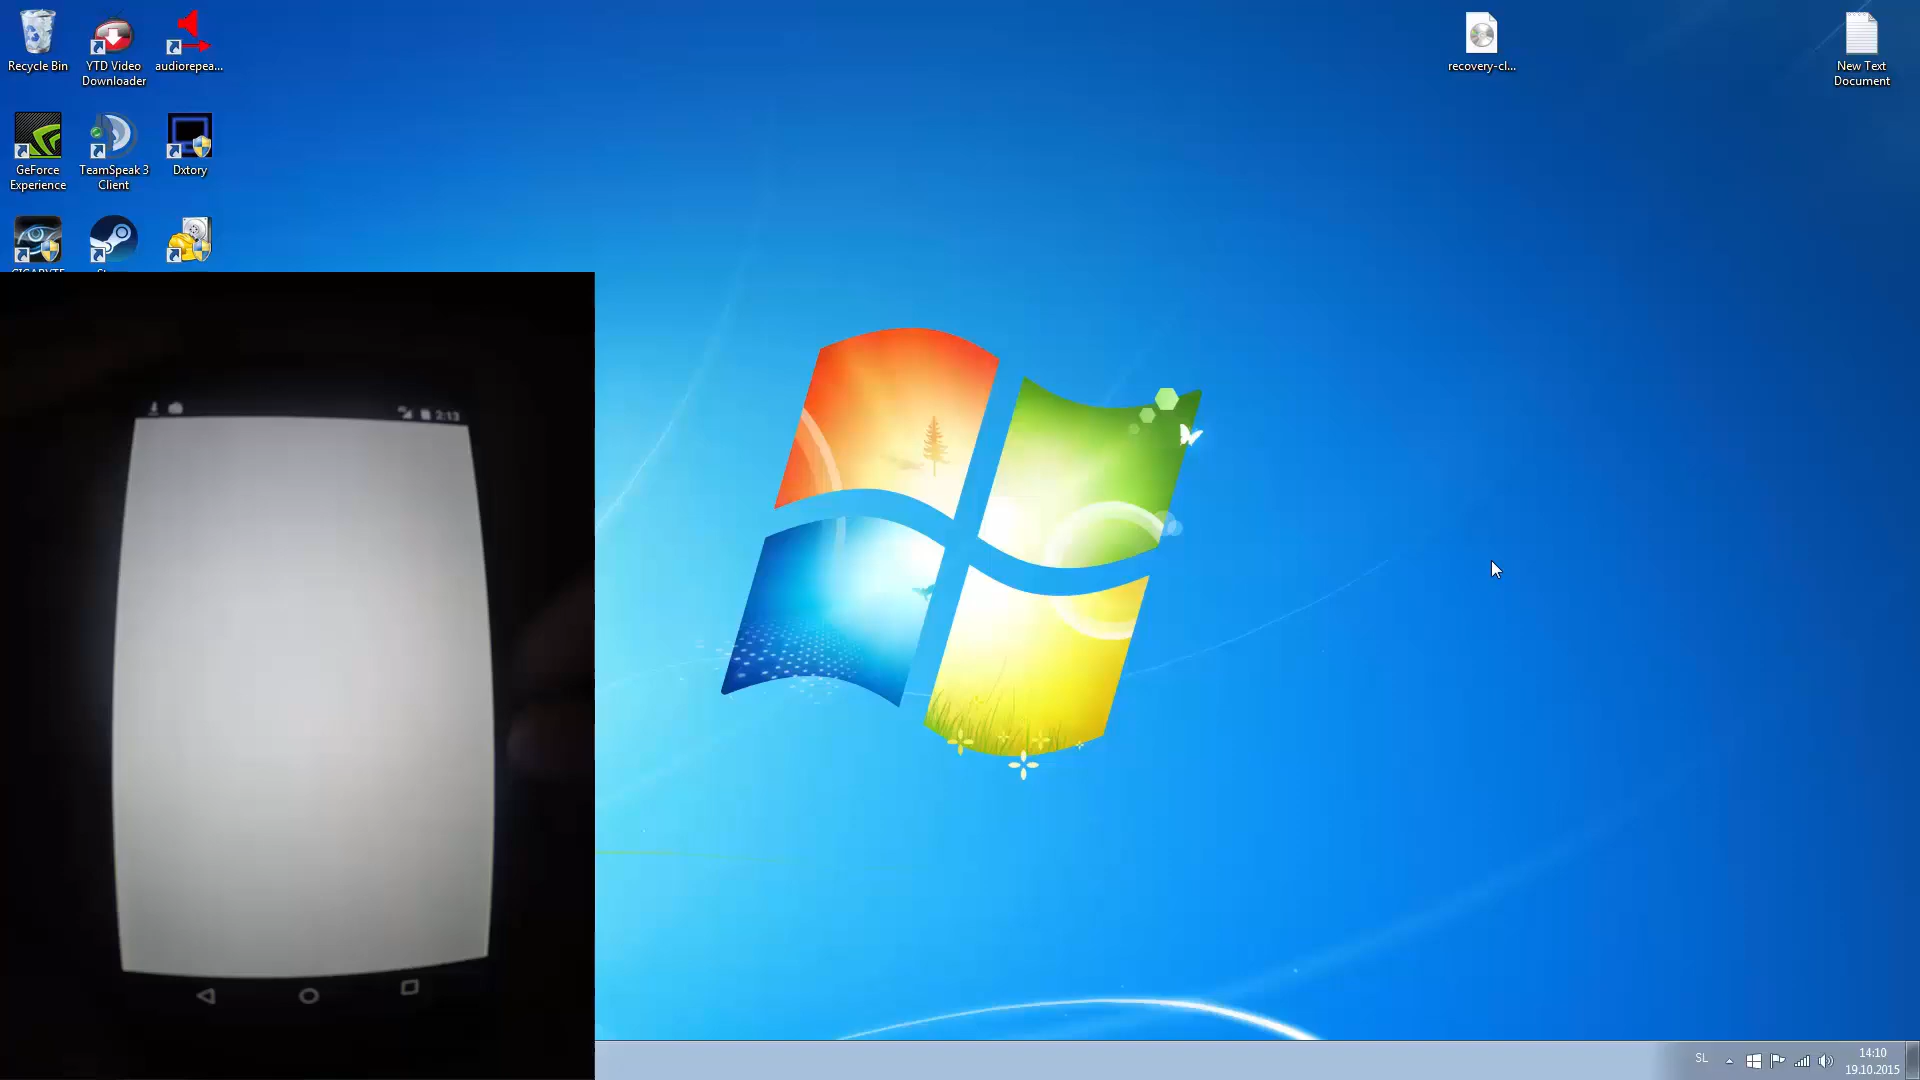 Recycle Bin
YTD Video
Downloader
audiorepea...
recovery-cl...
New Text
Document
GeForce
Experience
TeamSpeak 3
Client
Dxtory
2:13
SL
14:10
19.10.2015